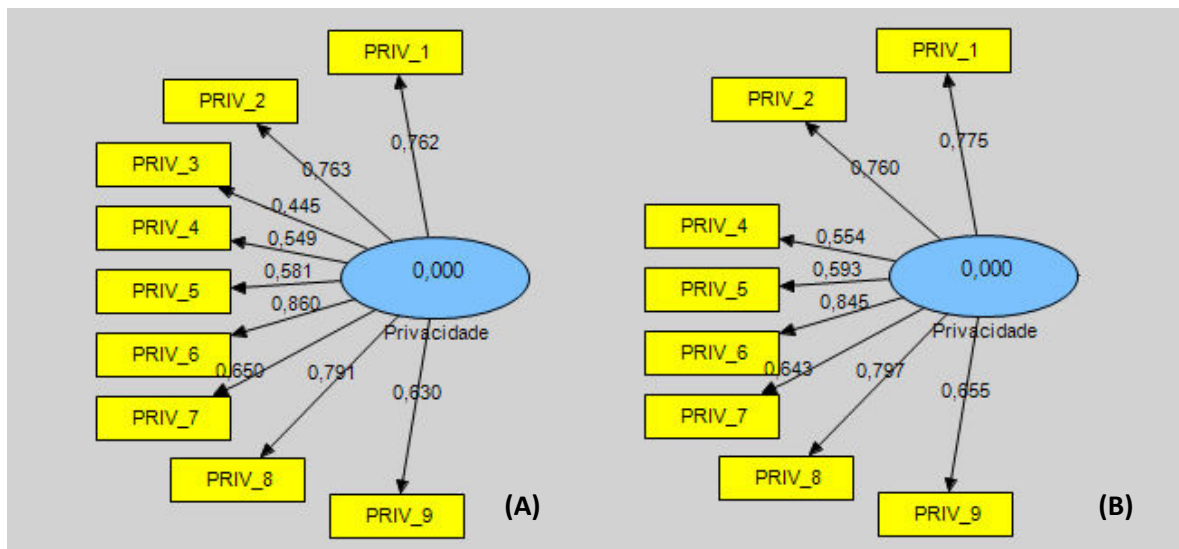 PRIV_1
PRIV_2
PRIV_3
PRIV_4
PRIV_5
PRIV_6
PRIV_7
PRIV_8
PRIV_9
0,762
0,763
0,445
0,549
0,581
0,860
0,650
0,791
0,630
0,000
Privacidade
(A)
PRIV_1
PRIV_2
PRIV_4
PRIV_5
PRIV_6
PRIV_7
PRIV_8
PRIV_9
0,775
0,760
0,554
0,593
0,845
0,643
0,797
0,655
0,000
Privacidade
(B)